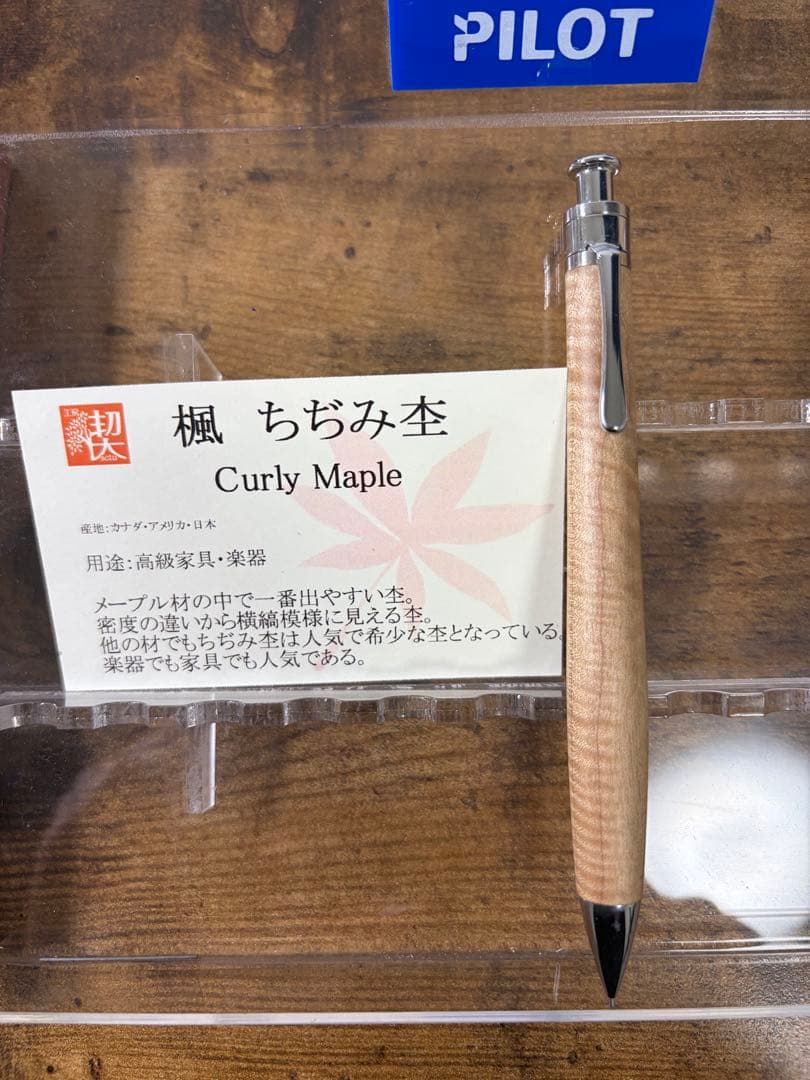 PILOT
工房
楔
SETU
楓 ちぢみ杢
Curly Maple
産地:カナダ・アメリカ・日本
用途:高級家具・楽器
メープル材の中で一番出やすい杢。
密度の違いから横縞模様に見える杢。
他の材でもちぢみ杢は人気で希少な杢となっている。
楽器でも家具でも人気である。